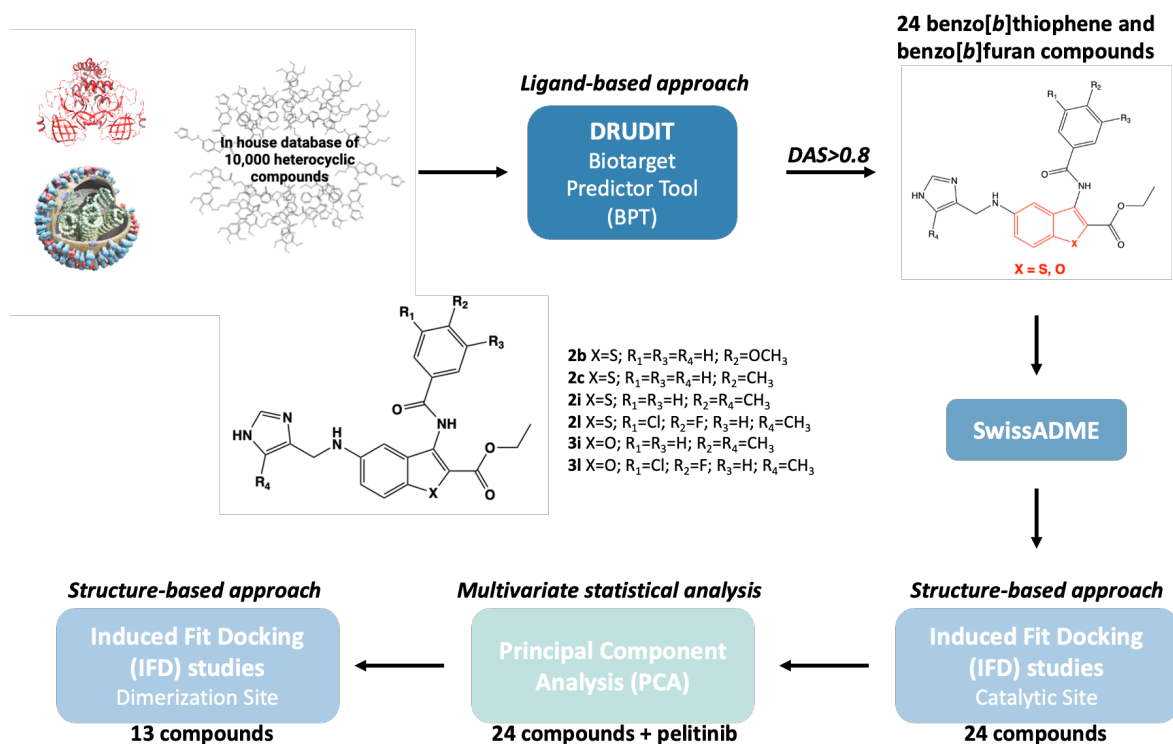 24 benzo[b]thiophene and
benzo[b]furan compounds
In house database of
10,000 heterocyclic
compounds
Ligand-based approach
DRUDIT
Biotarget
Predictor Tool
(BPT)
DAS>0.8
R₁
R₂
R₃
O
NH
N
HN
H
N
R₄
O
O
X
X = S, O
R₁
R₂
R₃
O
NH
N
HN
H
N
R₄
O
O
X
2b X=S; R₁=R₃=R₄=H; R₂=OCH₃
2c X=S; R₁=R₃=R₄=H; R₂=CH₃
2i X=S; R₁=R₃=H; R₂=R₄=CH₃
2l X=S; R₁=Cl; R₂=F; R₃=H; R₄=CH₃
3i X=O; R₁=R₃=H; R₂=R₄=CH₃
3l X=O; R₁=Cl; R₂=F; R₃=H; R₄=CH₃
SwissADME
Structure-based approach
Induced Fit Docking
(IFD) studies
Dimerization Site
13 compounds
Multivariate statistical analysis
Principal Component
Analysis (PCA)
24 compounds + pelitinib
Structure-based approach
Induced Fit Docking
(IFD) studies
Catalytic Site
24 compounds